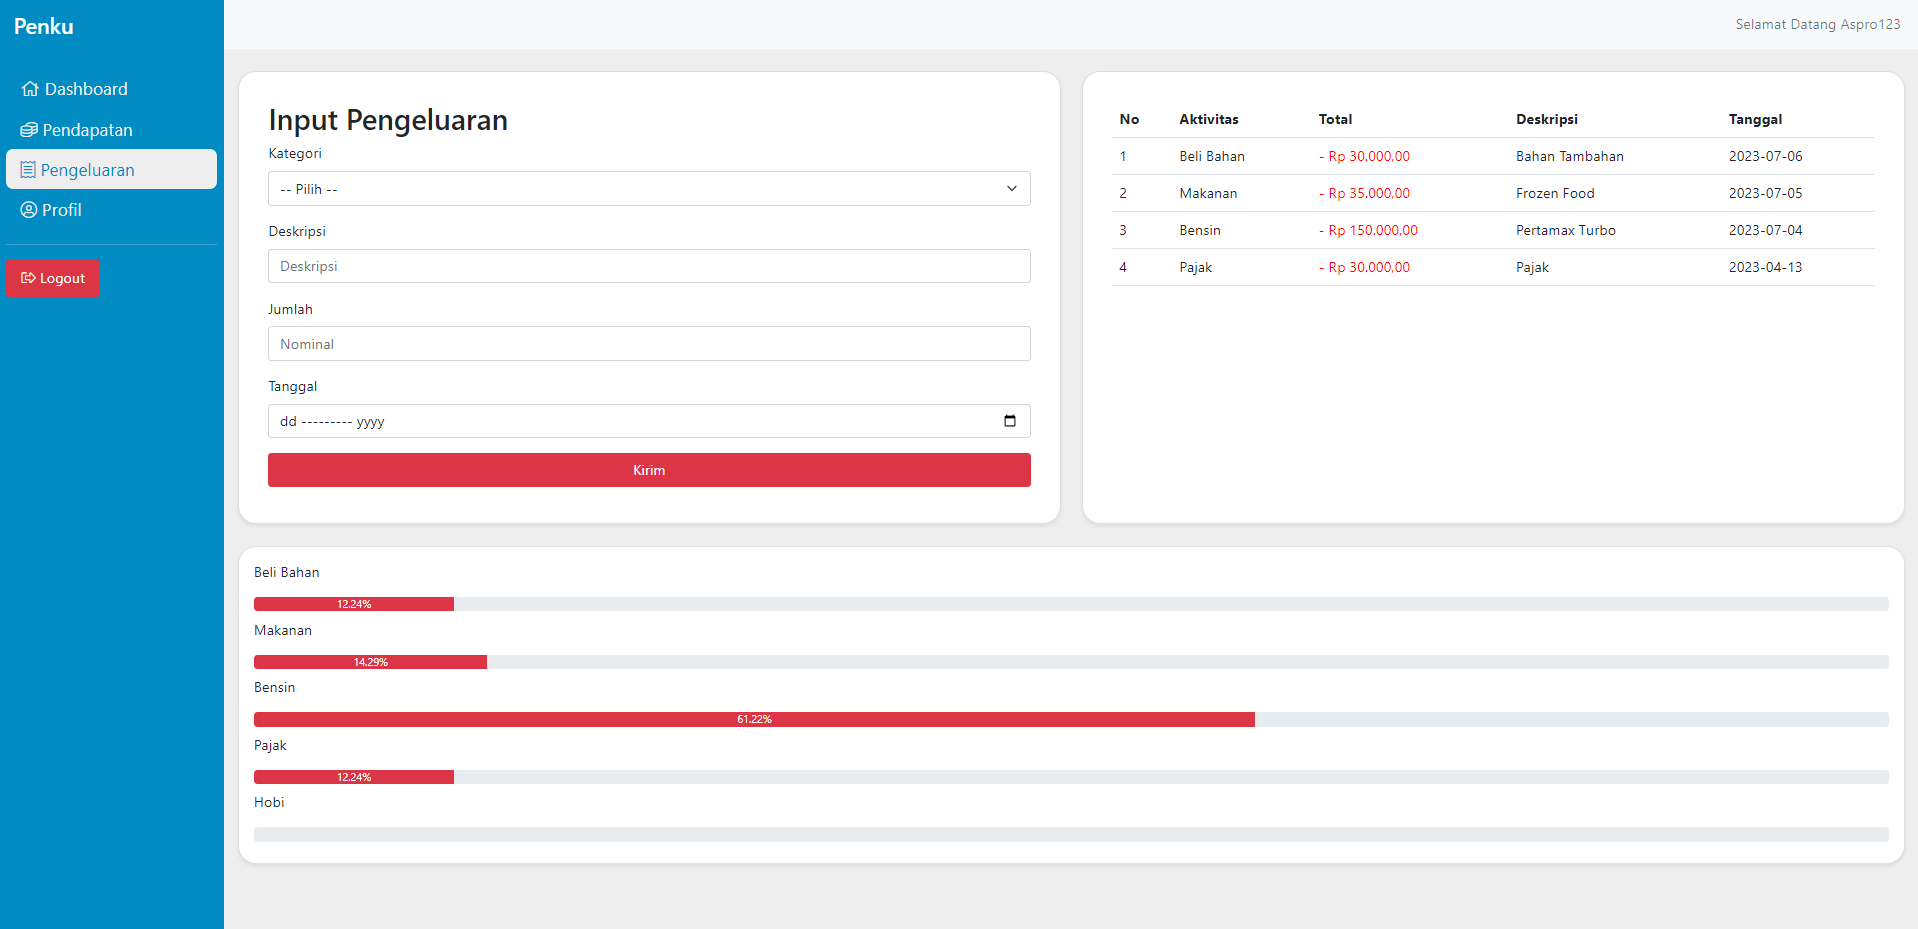 Penku
Selamat Datang Aspro123
Dashboard
Pendapatan
Pengeluaran
Profil
Logout
Input Pengeluaran
Kategori
-- Pilih --
Deskripsi
Deskripsi
Jumlah
Nominal
Tanggal
dd --------- yyyy
Kirim
No Aktivitas Total Deskripsi Tanggal
1 Beli Bahan - Rp 30.000,00 Bahan Tambahan 2023-07-06
2 Makanan - Rp 35.000,00 Frozen Food 2023-07-05
3 Bensin - Rp 150.000,00 Pertamax Turbo 2023-07-04
4 Pajak - Rp 30.000,00 Pajak 2023-04-13
Beli Bahan
12.24%
Makanan
14.29%
Bensin
61.22%
Pajak
12.24%
Hobi